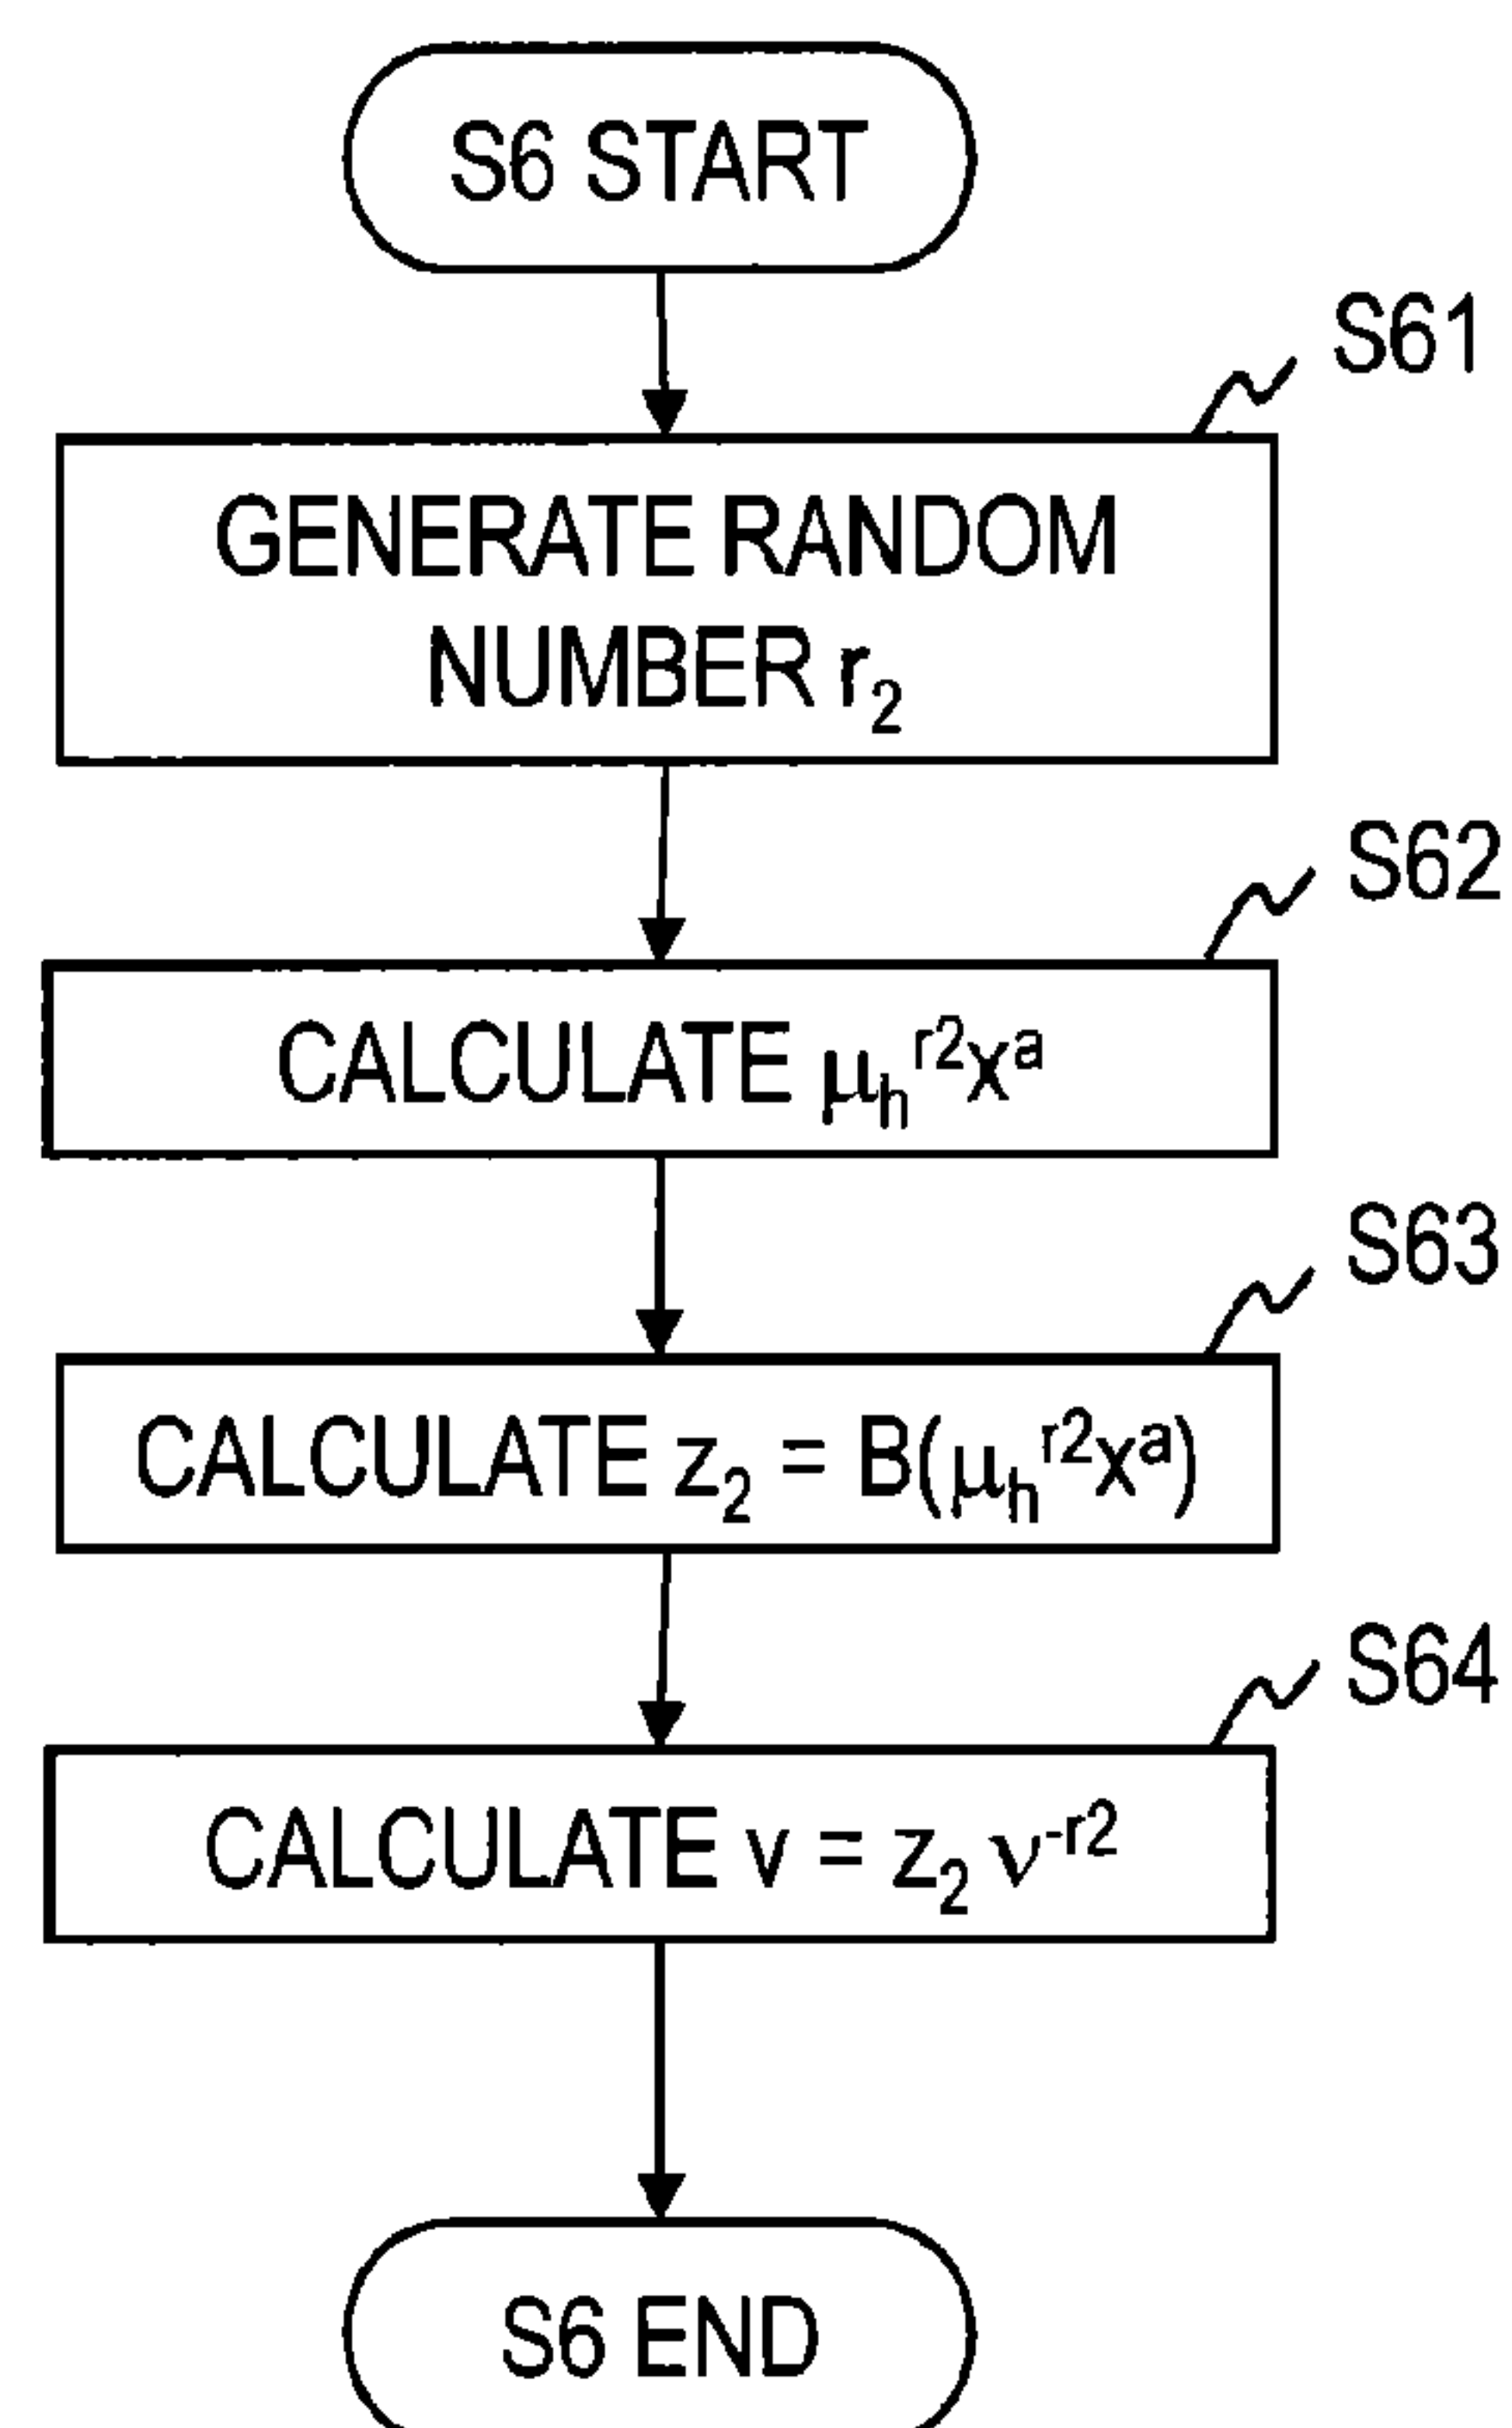 S6 START
S61
GENERATE RANDOM
NUMBER r₂
S62
CALCULATE μₕʳ²xᵃ
S63
CALCULATE z₂ = B(μₕʳ²xᵃ)
S64
CALCULATE v = z₂ ν⁻ʳ²
S6 END